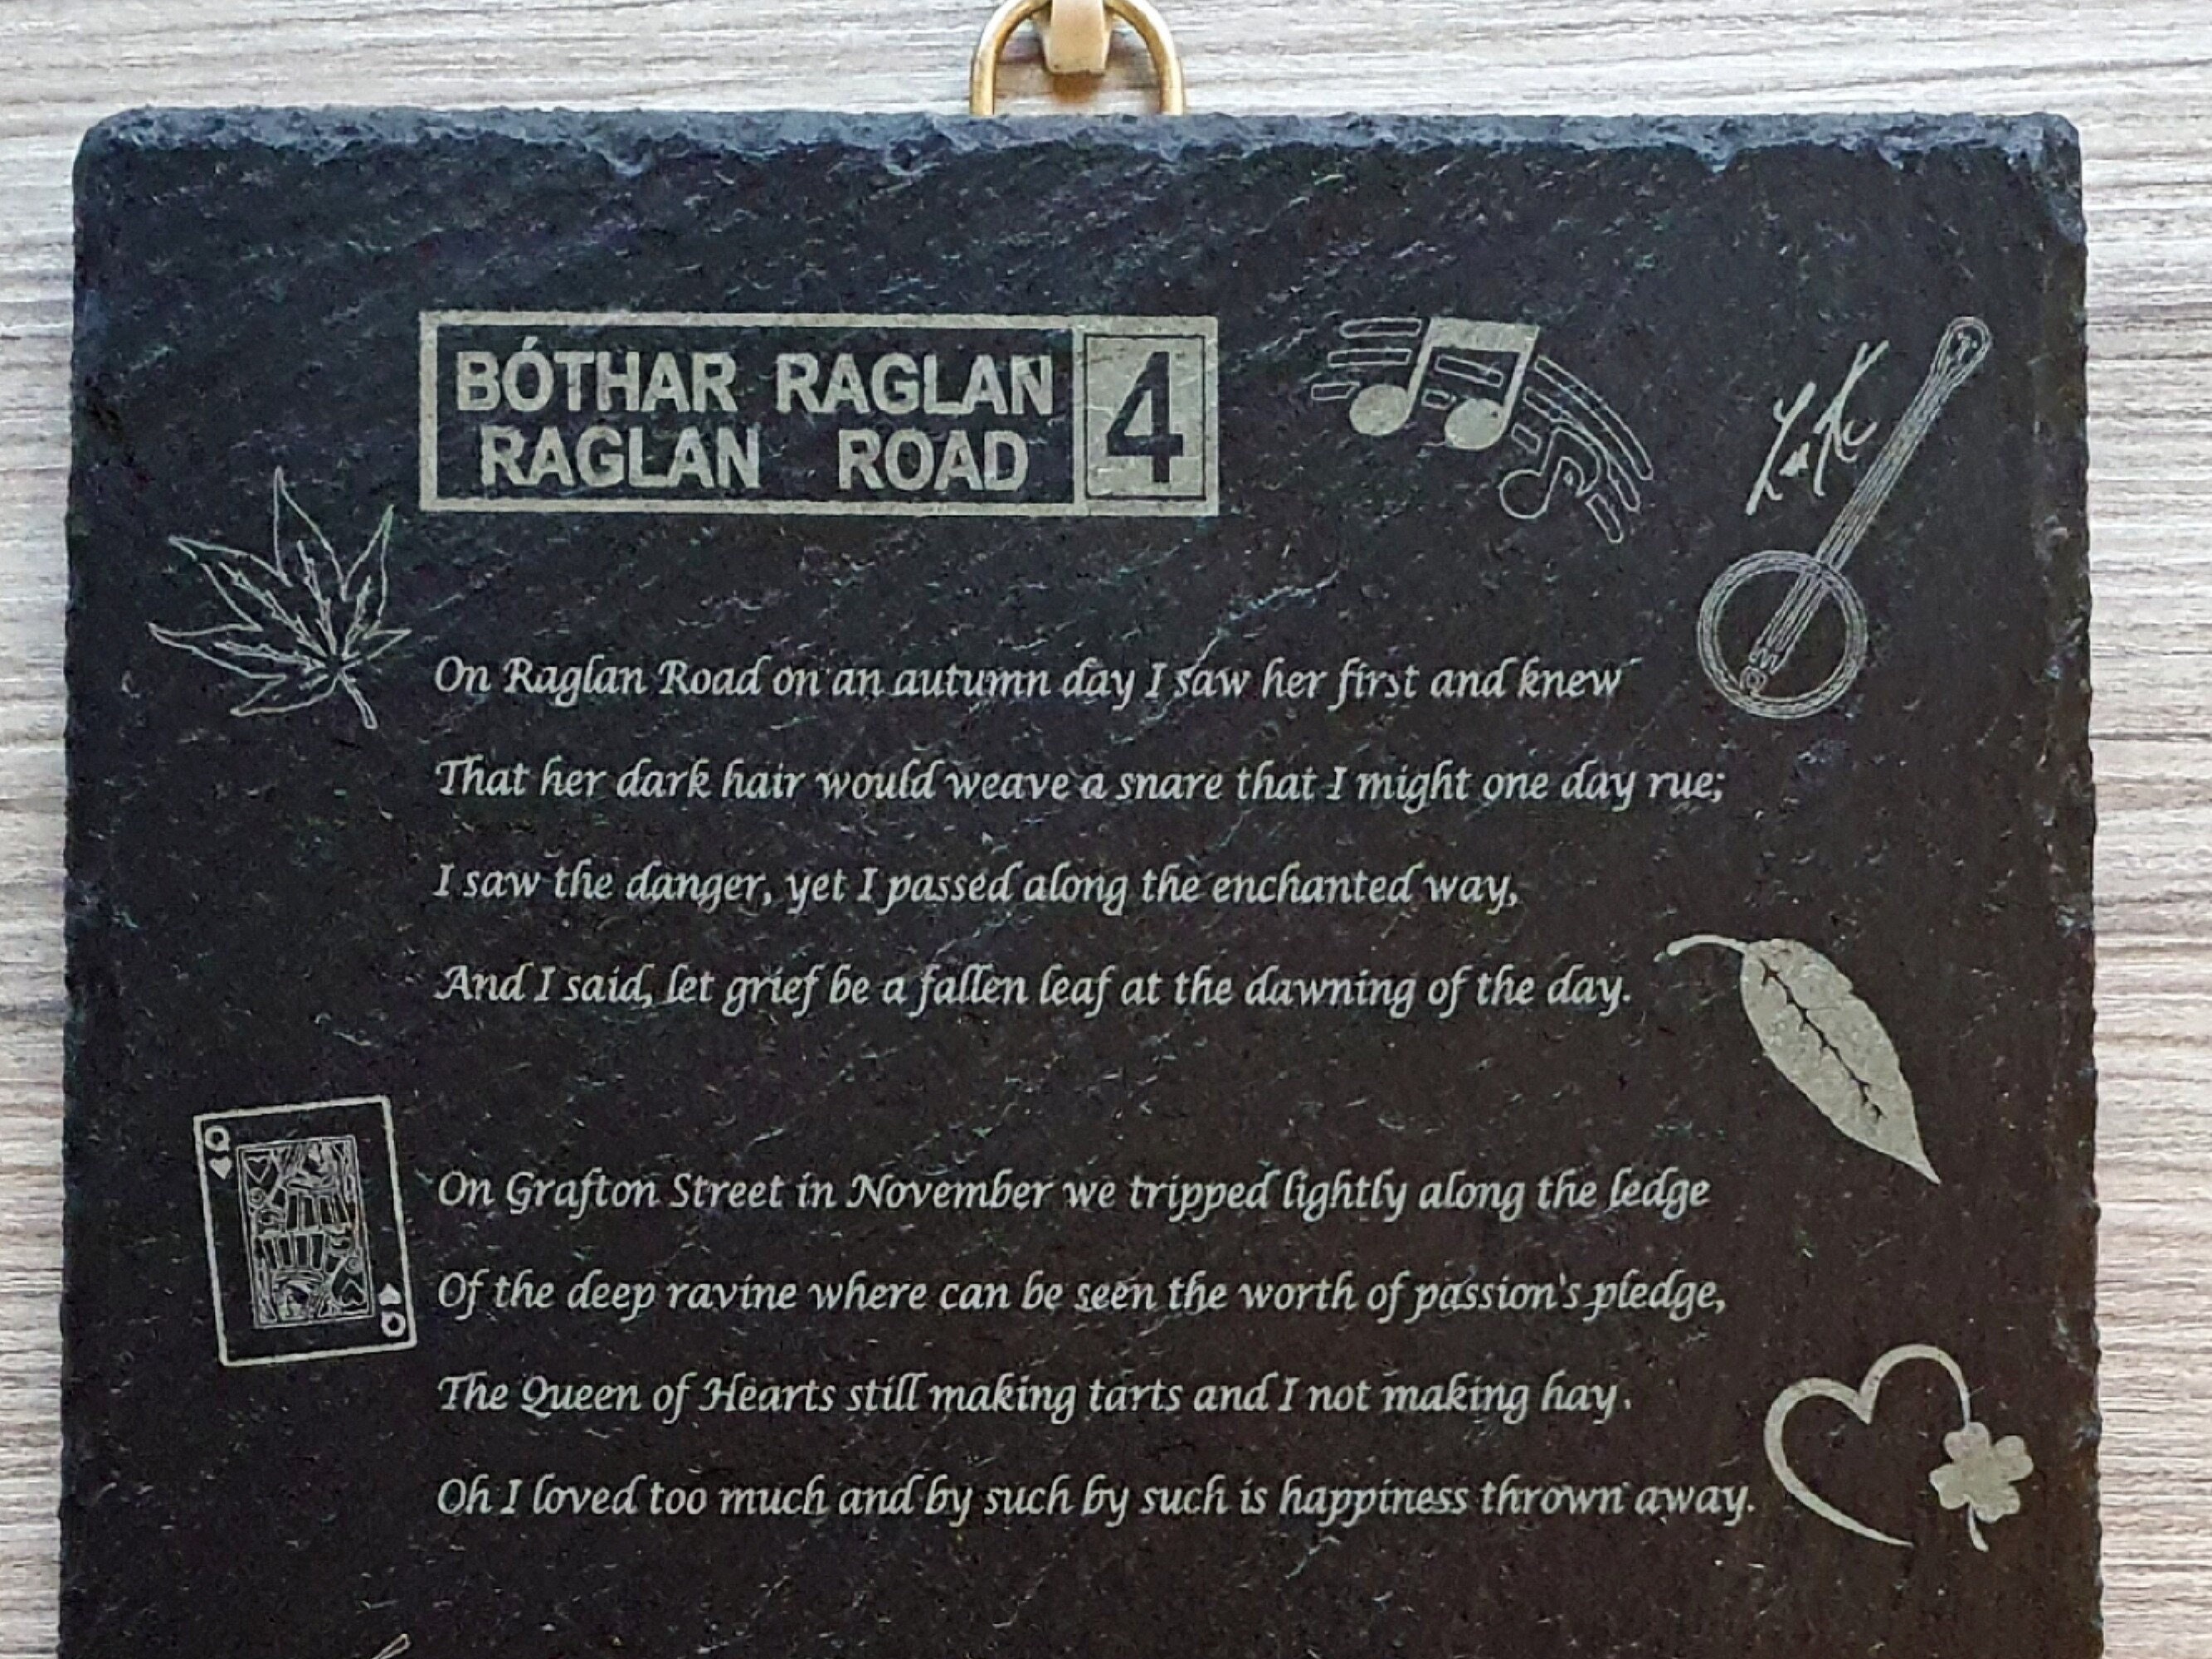 BÓTHAR RAGLAN 4
RAGLAN ROAD
On Raglan Road on an autumn day I saw her first and knew
That her dark hair would weave a snare that I might one day rue;
I saw the danger, yet I passed along the enchanted way,
And I said, let grief be a fallen leaf at the dawning of the day.
Q
On Grafton Street in November we tripped lightly along the ledge
Of the deep ravine where can be seen the worth of passion's pledge,
Q
The Queen of Hearts still making tarts and I not making hay.
Oh I loved too much and by such by such is happiness thrown away.